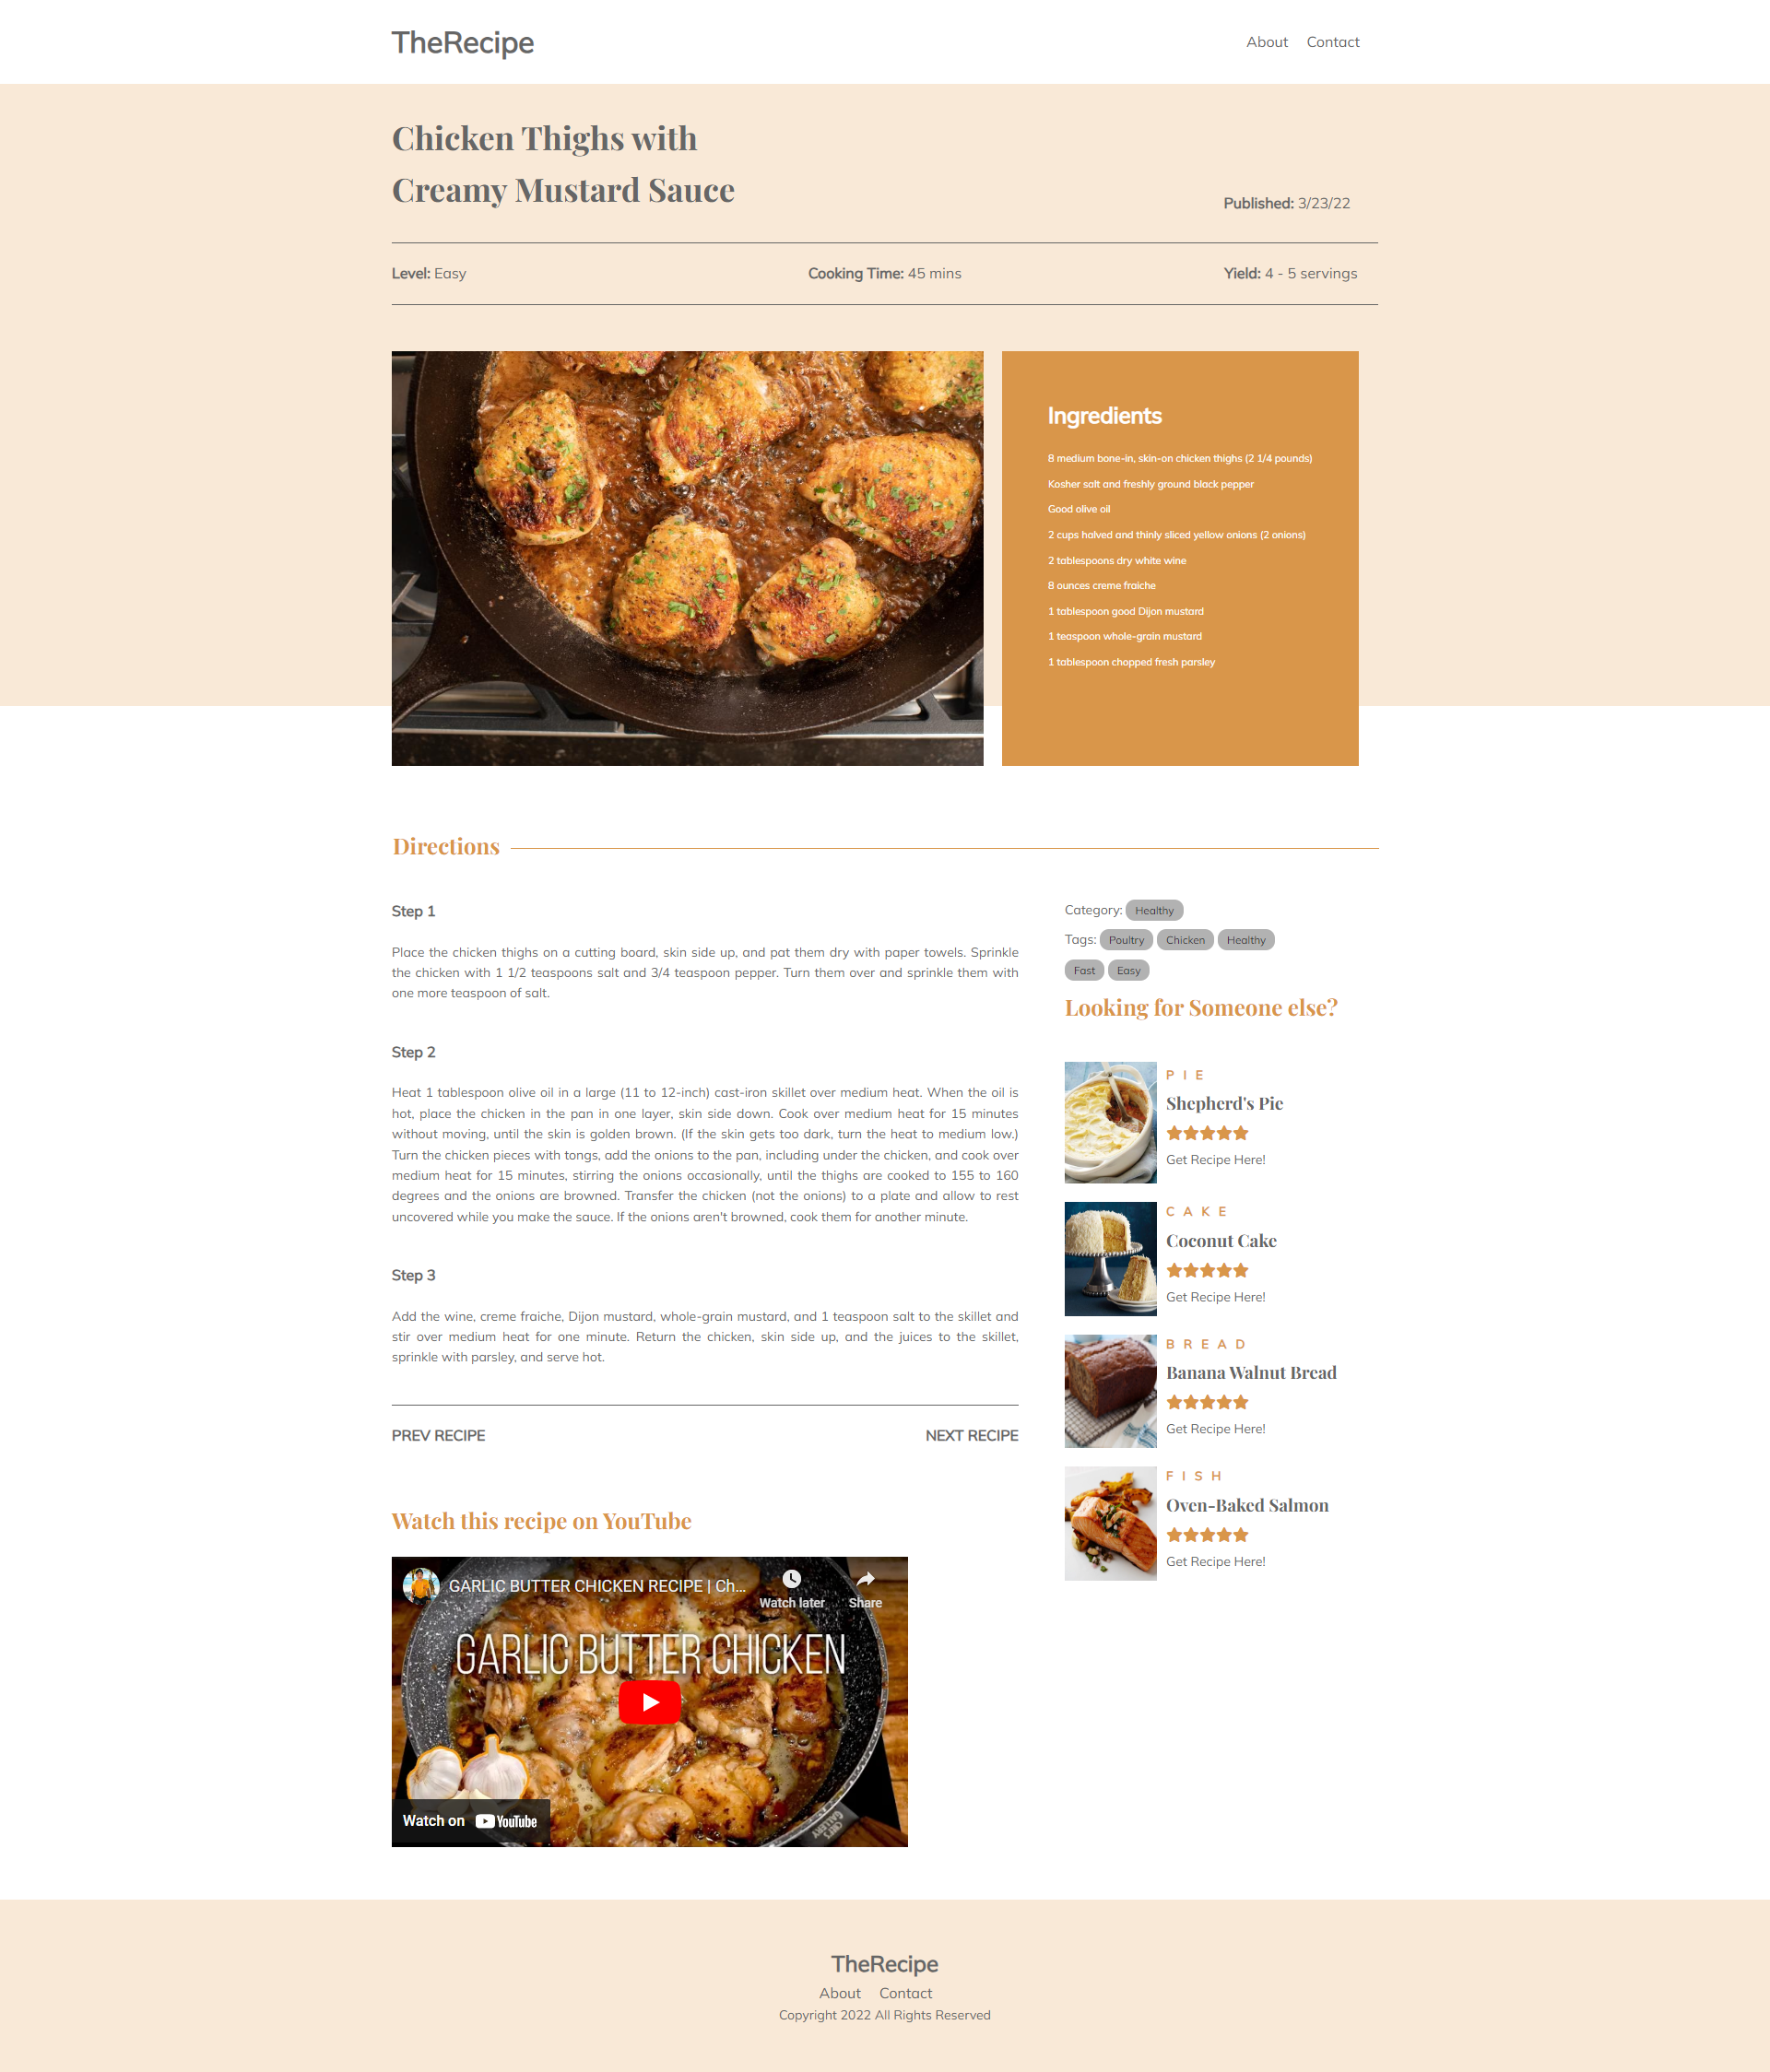 TheRecipe
About Contact
Chicken Thighs with
Creamy Mustard Sauce
Published: 3/23/22
Level: Easy
Cooking Time: 45 mins
Yield: 4 - 5 servings
Ingredients
8 medium bone-in, skin-on chicken thighs (2 1/4 pounds)
Kosher salt and freshly ground black pepper
Good olive oil
2 cups halved and thinly sliced yellow onions (2 onions)
2 tablespoons dry white wine
8 ounces creme fraiche
1 tablespoon good Dijon mustard
1 teaspoon whole-grain mustard
1 tablespoon chopped fresh parsley
Directions
Step 1
Place the chicken thighs on a cutting board, skin side up, and pat them dry with paper towels. Sprinkle
the chicken with 1 1/2 teaspoons salt and 3/4 teaspoon pepper. Turn them over and sprinkle them with
one more teaspoon of salt.
Step 2
Heat 1 tablespoon olive oil in a large (11 to 12-inch) cast-iron skillet over medium heat. When the oil is
hot, place the chicken in the pan in one layer, skin side down. Cook over medium heat for 15 minutes
without moving, until the skin is golden brown. (If the skin gets too dark, turn the heat to medium low.)
Turn the chicken pieces with tongs, add the onions to the pan, including under the chicken, and cook over
medium heat for 15 minutes, stirring the onions occasionally, until the thighs are cooked to 155 to 160
degrees and the onions are browned. Transfer the chicken (not the onions) to a plate and allow to rest
uncovered while you make the sauce. If the onions aren't browned, cook them for another minute.
Step 3
Add the wine, creme fraiche, Dijon mustard, whole-grain mustard, and 1 teaspoon salt to the skillet and
stir over medium heat for one minute. Return the chicken, skin side up, and the juices to the skillet,
sprinkle with parsley, and serve hot.
PREV RECIPE
NEXT RECIPE
Watch this recipe on YouTube
GARLIC BUTTER CHICKEN RECIPE | Ch...
Watch later
Share
GARLIC BUTTER CHICKEN
Watch on YouTube
Category: Healthy
Tags: Poultry Chicken Healthy
Fast Easy
Looking for Someone else?
PIE
Shepherd's Pie
Get Recipe Here!
CAKE
Coconut Cake
Get Recipe Here!
BREAD
Banana Walnut Bread
Get Recipe Here!
FISH
Oven-Baked Salmon
Get Recipe Here!
TheRecipe
About Contact
Copyright 2022 All Rights Reserved